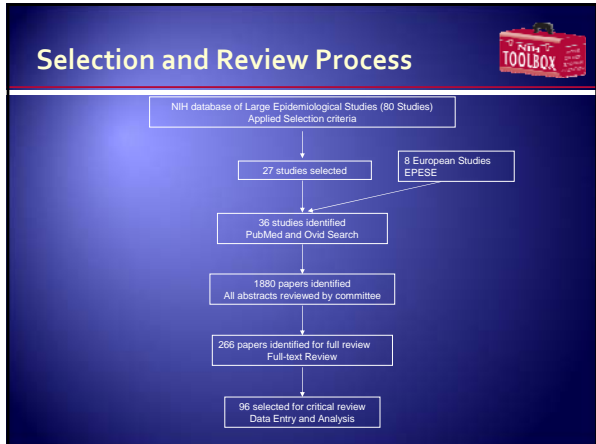 Selection and Review Process
NIH
TOOLBOX
NIH database of Large Epidemiological Studies (80 Studies)
Applied Selection criteria
27 studies selected
8 European Studies
EPESE
36 studies identified
PubMed and Ovid Search
1880 papers identified
All abstracts reviewed by committee
266 papers identified for full review
Full-text Review
96 selected for critical review
Data Entry and Analysis